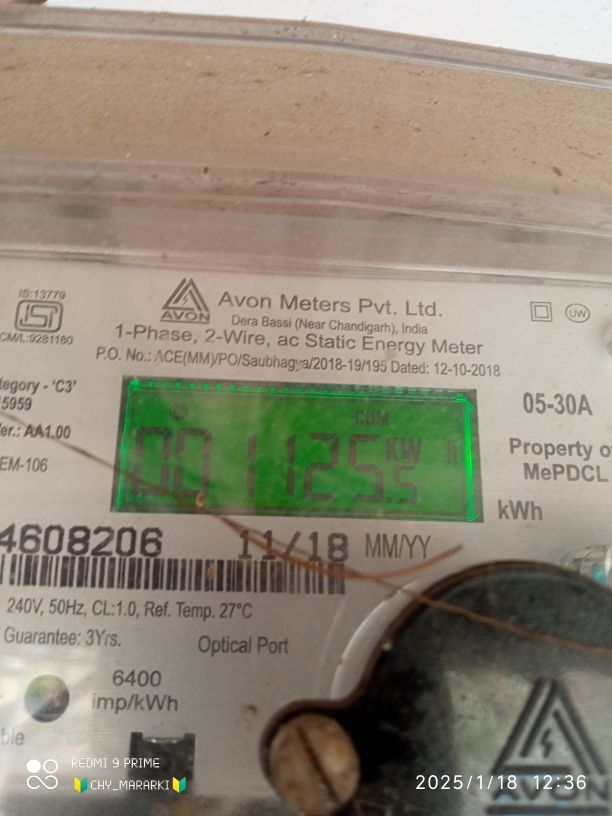 IS:13779
ISI
CM/L:9281180
AVON
Avon Meters Pvt. Ltd.
Dera Bassi (Near Chandigarh), India
1-Phase, 2-Wire, ac Static Energy Meter
P.O. No.: ACE(MM)/PO/Saubhagya/2018-19/195 Dated: 12-10-2018
UW
tegory - 'C3'
5959
er.: AA1.00
EM-106
CUM
001125.5 KW h
05-30A
Property of
MePDCL
kWh
4608206 11/18 MM/YY
240V, 50Hz, CL:1.0, Ref. Temp. 27°C
Guarantee: 3Yrs. Optical Port
6400
imp/kWh
ble
AVON
REDMI 9 PRIME
CHY_MARARKI
2025/1/18 12:36